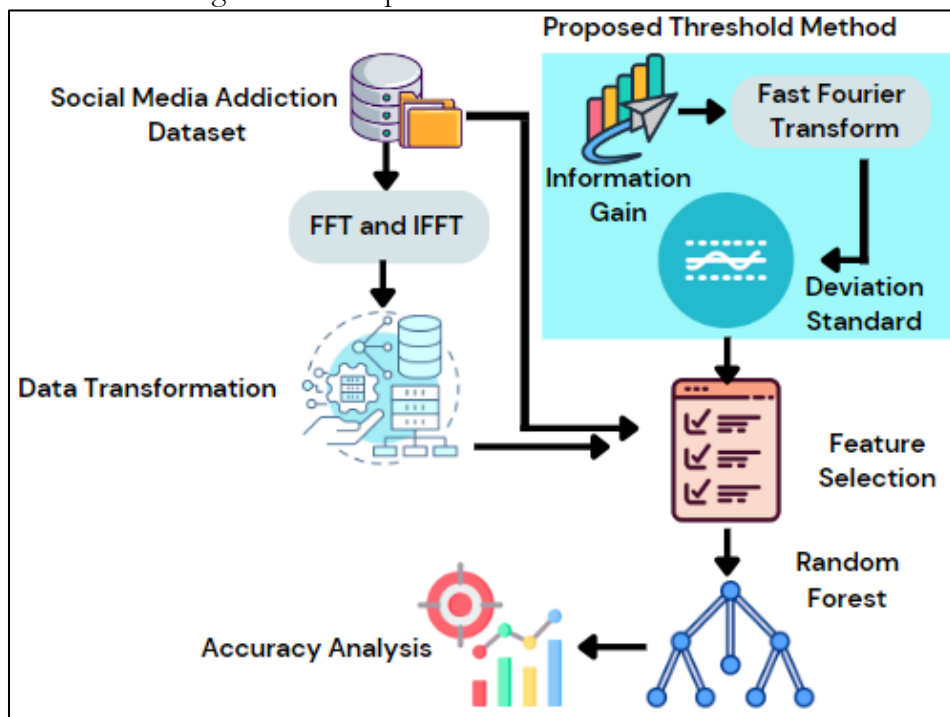 Proposed Threshold Method
Social Media Addiction
Dataset
Fast Fourier
Transform
Information
Gain
FFT and IFFT
Deviation
Standard
Data Transformation
Feature
Selection
Random
Forest
Accuracy Analysis